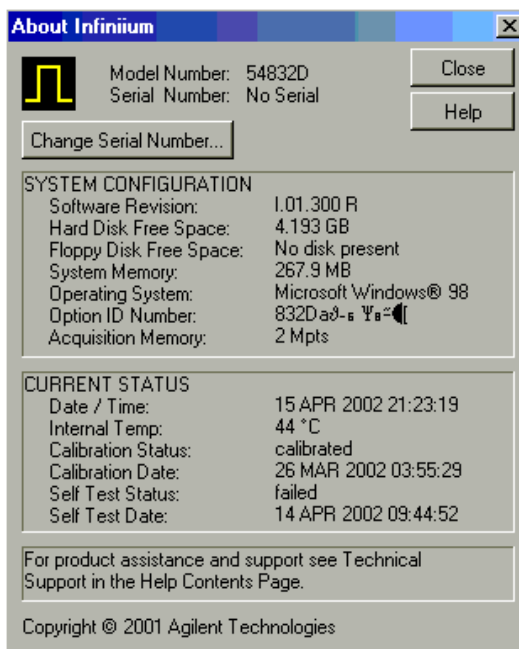 About Infiniium
Model Number: 54832D
Serial Number: No Serial
Close
Help
Change Serial Number...
SYSTEM CONFIGURATION
Software Revision: I.01.300 R
Hard Disk Free Space: 4.193 GB
Floppy Disk Free Space: No disk present
System Memory: 267.9 MB
Operating System: Microsoft Windows® 98
Option ID Number:
Acquisition Memory: 2 Mpts
CURRENT STATUS
Date / Time: 15 APR 2002 21:23:19
Internal Temp: 44 °C
Calibration Status: calibrated
Calibration Date: 26 MAR 2002 03:55:29
Self Test Status: failed
Self Test Date: 14 APR 2002 09:44:52
For product assistance and support see Technical
Support in the Help Contents Page.
Copyright © 2001 Agilent Technologies